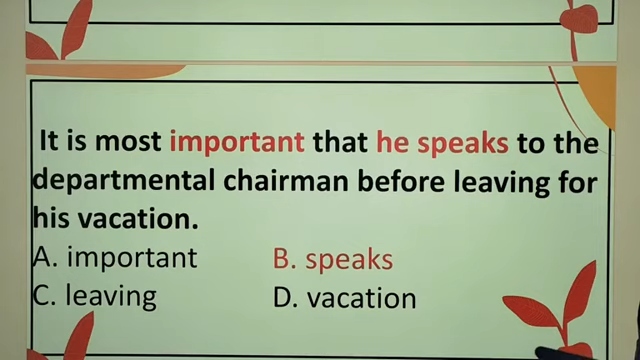 It is most important that he speaks to the
departmental chairman before leaving for
his vacation.
A. important
B. speaks
C. leaving
D. vacation